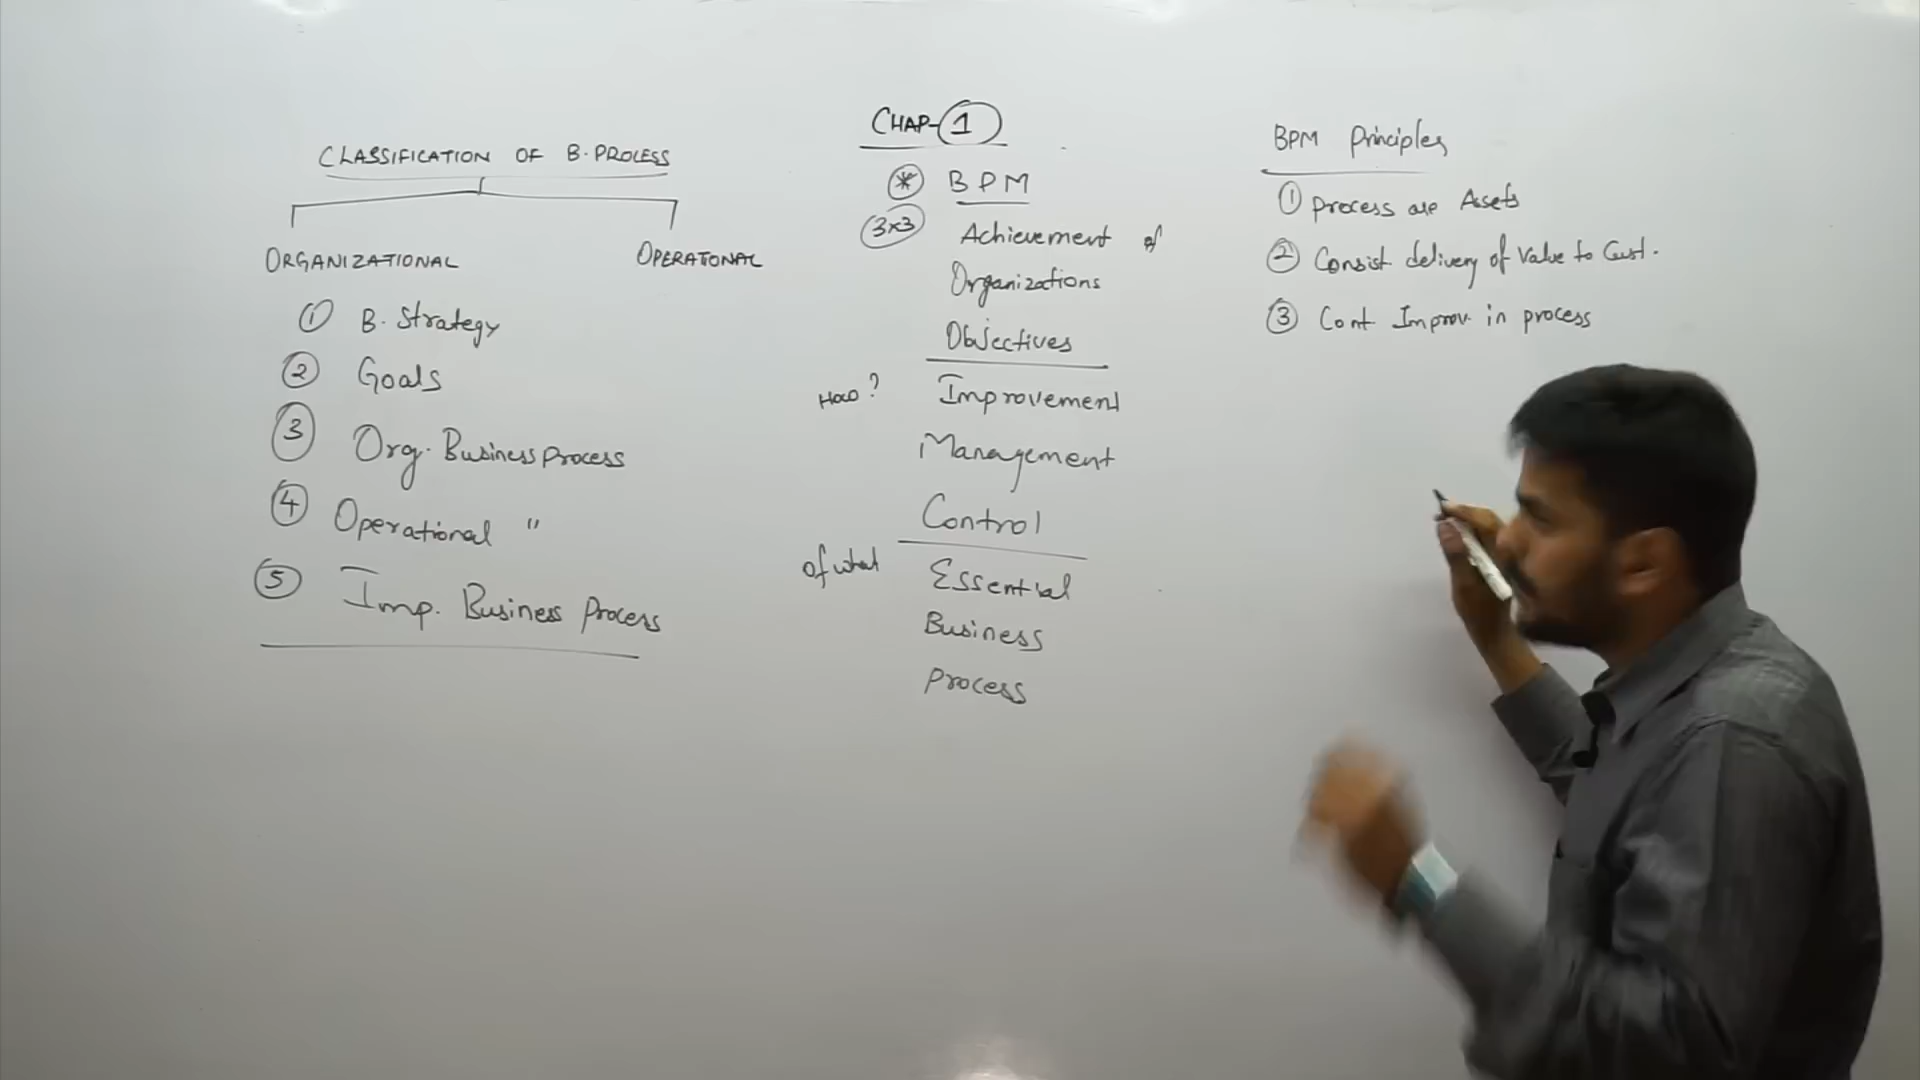 CLASSIFICATION OF B.PROCESS
ORGANIZATIONAL
OPERATONAL
① B. Strategy
② Goals
③ Org. Business process
④ Operational "
⑤ Imp. Business Process
CHAP-1
* BPM
3x3 Achievement of
Organizations
Objectives
How? Improvement
Management
Control
of what Essential
Business
Process
BPM Principles
① process are Assets
② Consist delivery of value to Cust.
③ Cont Improv. in process